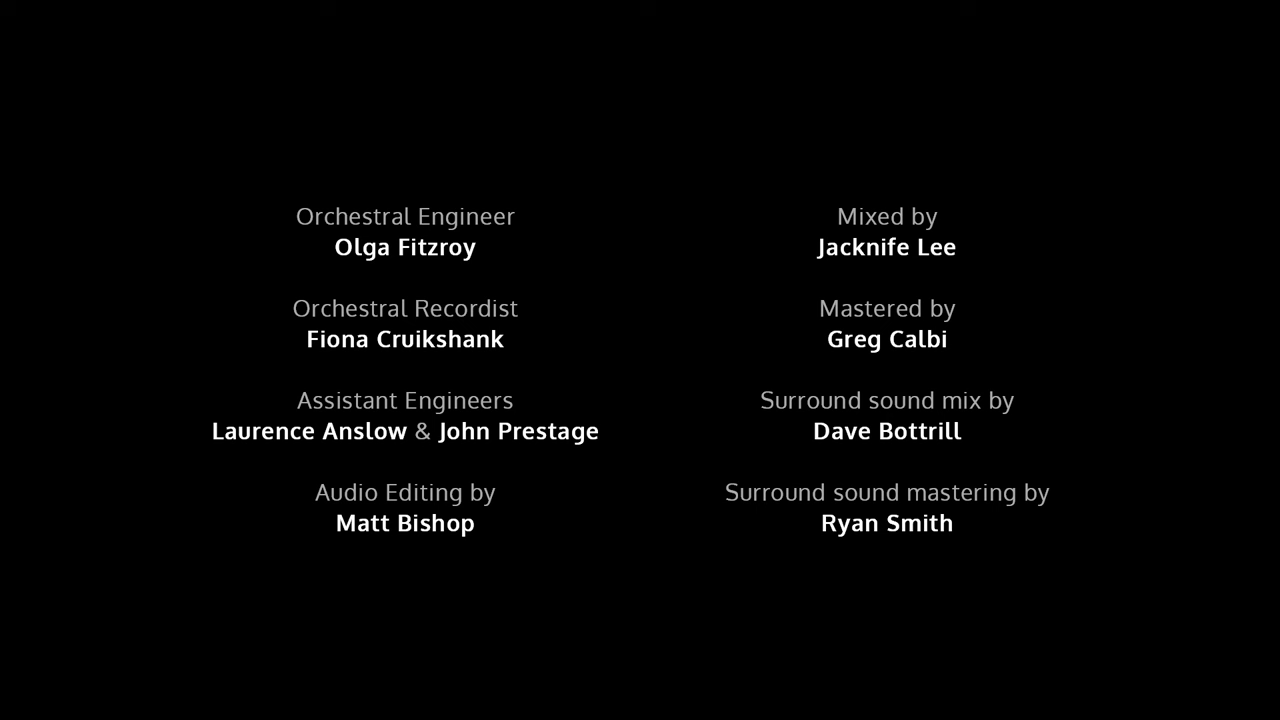 Orchestral Engineer
Olga Fitzroy
Orchestral Recordist
Fiona Cruikshank
Assistant Engineers
Laurence Anslow & John Prestage
Audio Editing by
Matt Bishop
Mixed by
Jacknife Lee
Mastered by
Greg Calbi
Surround sound mix by
Dave Bottrill
Surround sound mastering by
Ryan Smith